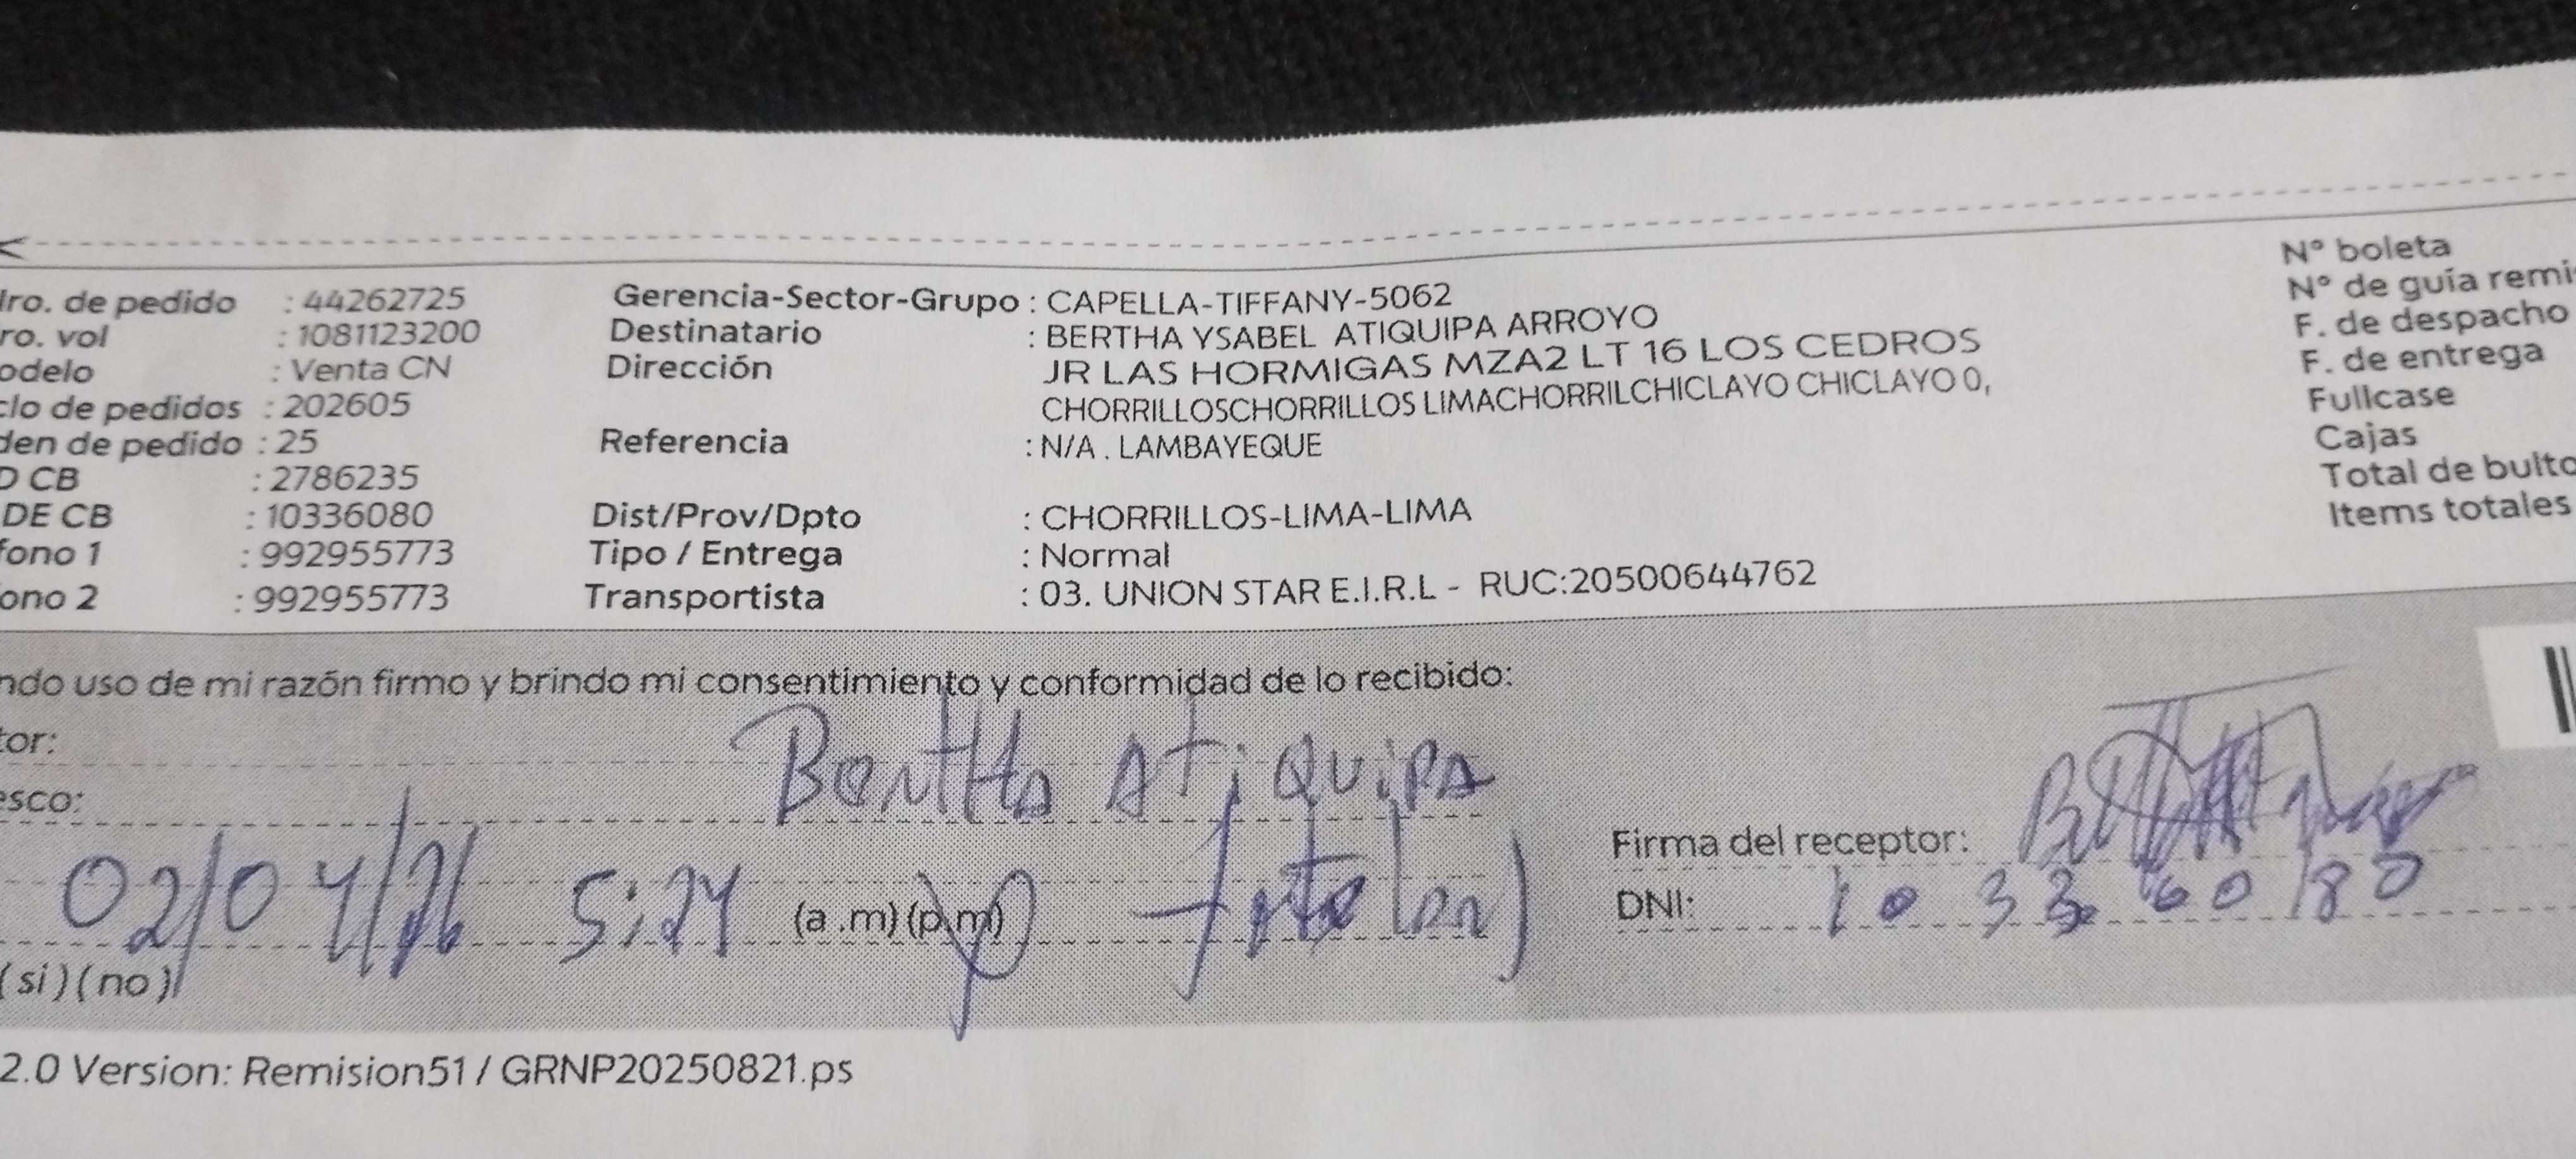 Nro. de pedido : 44262725 Gerencia-Sector-Grupo : CAPELLA-TIFFANY-5062 N° boleta
ro. vol : 1081123200 Destinatario : BERTHA YSABEL ATIQUIPA ARROYO N° de guía remi
odelo : Venta CN Dirección JR LAS HORMIGAS MZA2 LT 16 LOS CEDROS F. de despacho
clo de pedidos : 202605 CHORRILLOSCHORRILLOS LIMACHORRILCHICLAYO CHICLAYO 0, F. de entrega
den de pedido : 25 Referencia : N/A . LAMBAYEQUE Fullcase
D CB : 2786235 Cajas
DE CB : 10336080 Dist/Prov/Dpto : CHORRILLOS-LIMA-LIMA Total de bulto
fono 1 : 992955773 Tipo / Entrega : Normal Items totales
ono 2 : 992955773 Transportista : 03. UNION STAR E.I.R.L - RUC:20500644762
ndo uso de mi razón firmo y brindo mi consentimiento y conformidad de lo recibido:
tor: Bertha Atiquipa
esco:
Firma del receptor:
02/04/26 5:24 (a .m) (p.m) DNI: 10336080
(si) (no)
2.0 Version: Remision51 / GRNP20250821.ps